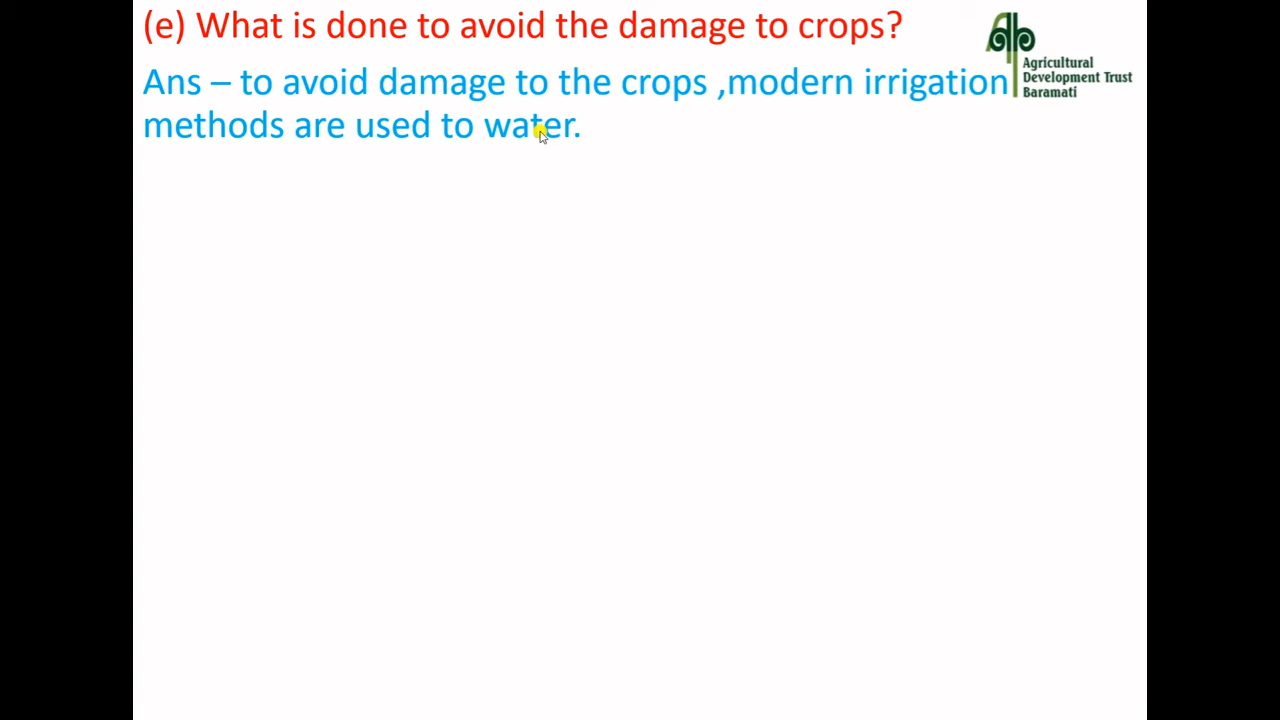 (e) What is done to avoid the damage to crops?
Agricultural
Development Trust
Baramati
Ans – to avoid damage to the crops ,modern irrigation
methods are used to water.